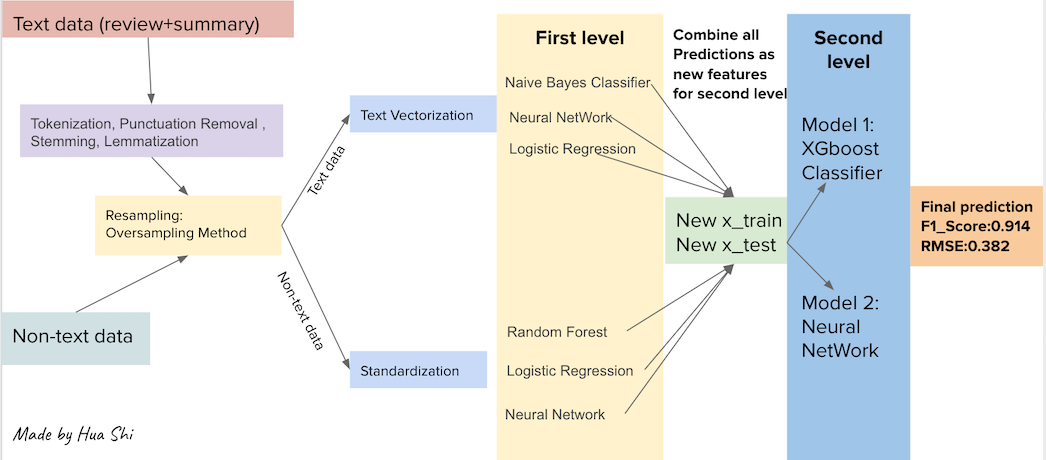 Text data (review+summary)
Tokenization, Punctuation Removal ,
Stemming, Lemmatization
Resampling:
Oversampling Method
Non-text data
Text data
Non-text data
Text Vectorization
Standardization
First level
Naive Bayes Classifier
Neural NetWork
Logistic Regression
Random Forest
Logistic Regression
Neural Network
Combine all
Predictions as
new features
for second level
New x_train
New x_test
Second
level
Model 1:
XGboost
Classifier
Model 2:
Neural
NetWork
Final prediction
F1_Score:0.914
RMSE:0.382
Made by Hua Shi